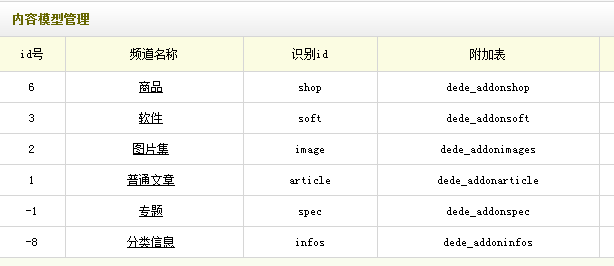 内容模型管理
id号 频道名称 识别id 附加表
6 商品 shop dede_addonshop
3 软件 soft dede_addonsoft
2 图片集 image dede_addonimages
1 普通文章 article dede_addonarticle
-1 专题 spec dede_addonspec
-8 分类信息 infos dede_addoninfos